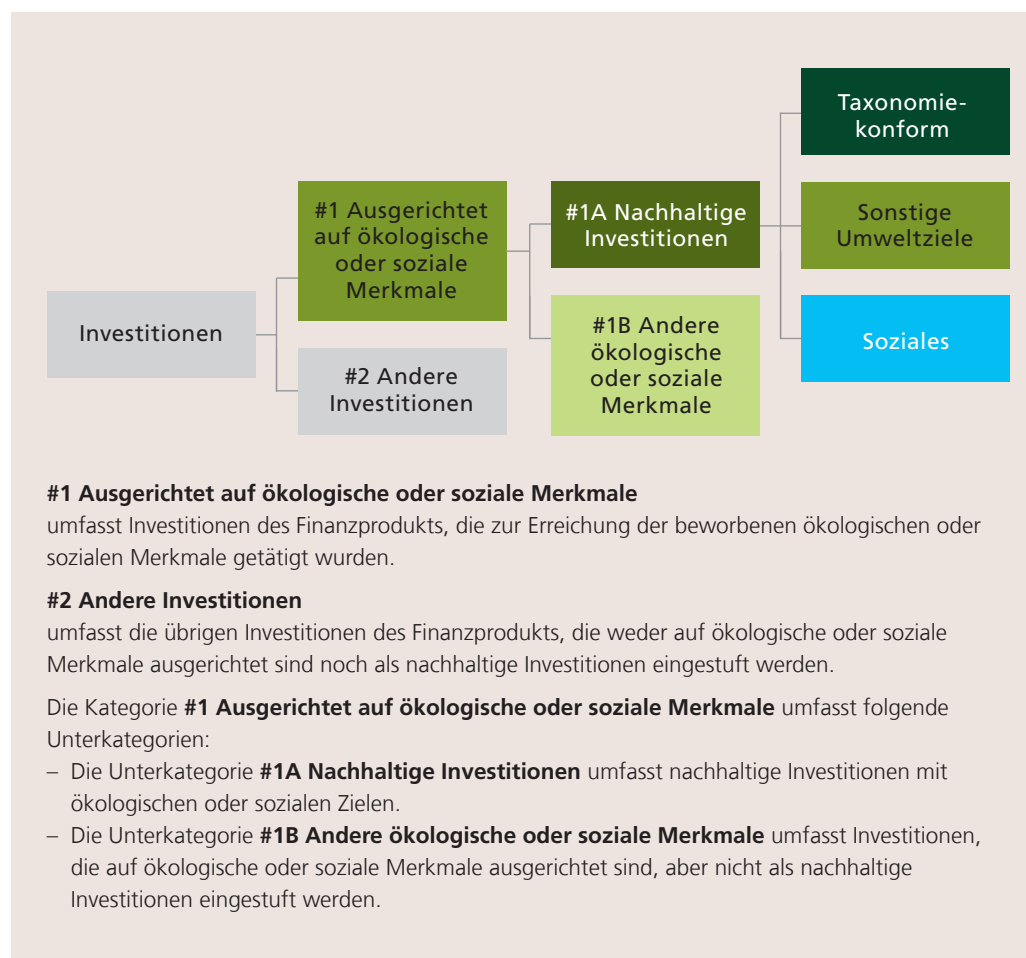 Taxonomie-
konform
#1 Ausgerichtet
auf ökologische
oder soziale
Merkmale
#1A Nachhaltige
Investitionen
Sonstige
Umweltziele
Investitionen
#1B Andere
ökologische
oder soziale
Merkmale
Soziales
#2 Andere
Investitionen
#1 Ausgerichtet auf ökologische oder soziale Merkmale
umfasst Investitionen des Finanzprodukts, die zur Erreichung der beworbenen ökologischen oder
sozialen Merkmale getätigt wurden.
#2 Andere Investitionen
umfasst die übrigen Investitionen des Finanzprodukts, die weder auf ökologische oder soziale
Merkmale ausgerichtet sind noch als nachhaltige Investitionen eingestuft werden.
Die Kategorie #1 Ausgerichtet auf ökologische oder soziale Merkmale umfasst folgende
Unterkategorien:
– Die Unterkategorie #1A Nachhaltige Investitionen umfasst nachhaltige Investitionen mit
ökologischen oder sozialen Zielen.
– Die Unterkategorie #1B Andere ökologische oder soziale Merkmale umfasst Investitionen,
die auf ökologische oder soziale Merkmale ausgerichtet sind, aber nicht als nachhaltige
Investitionen eingestuft werden.